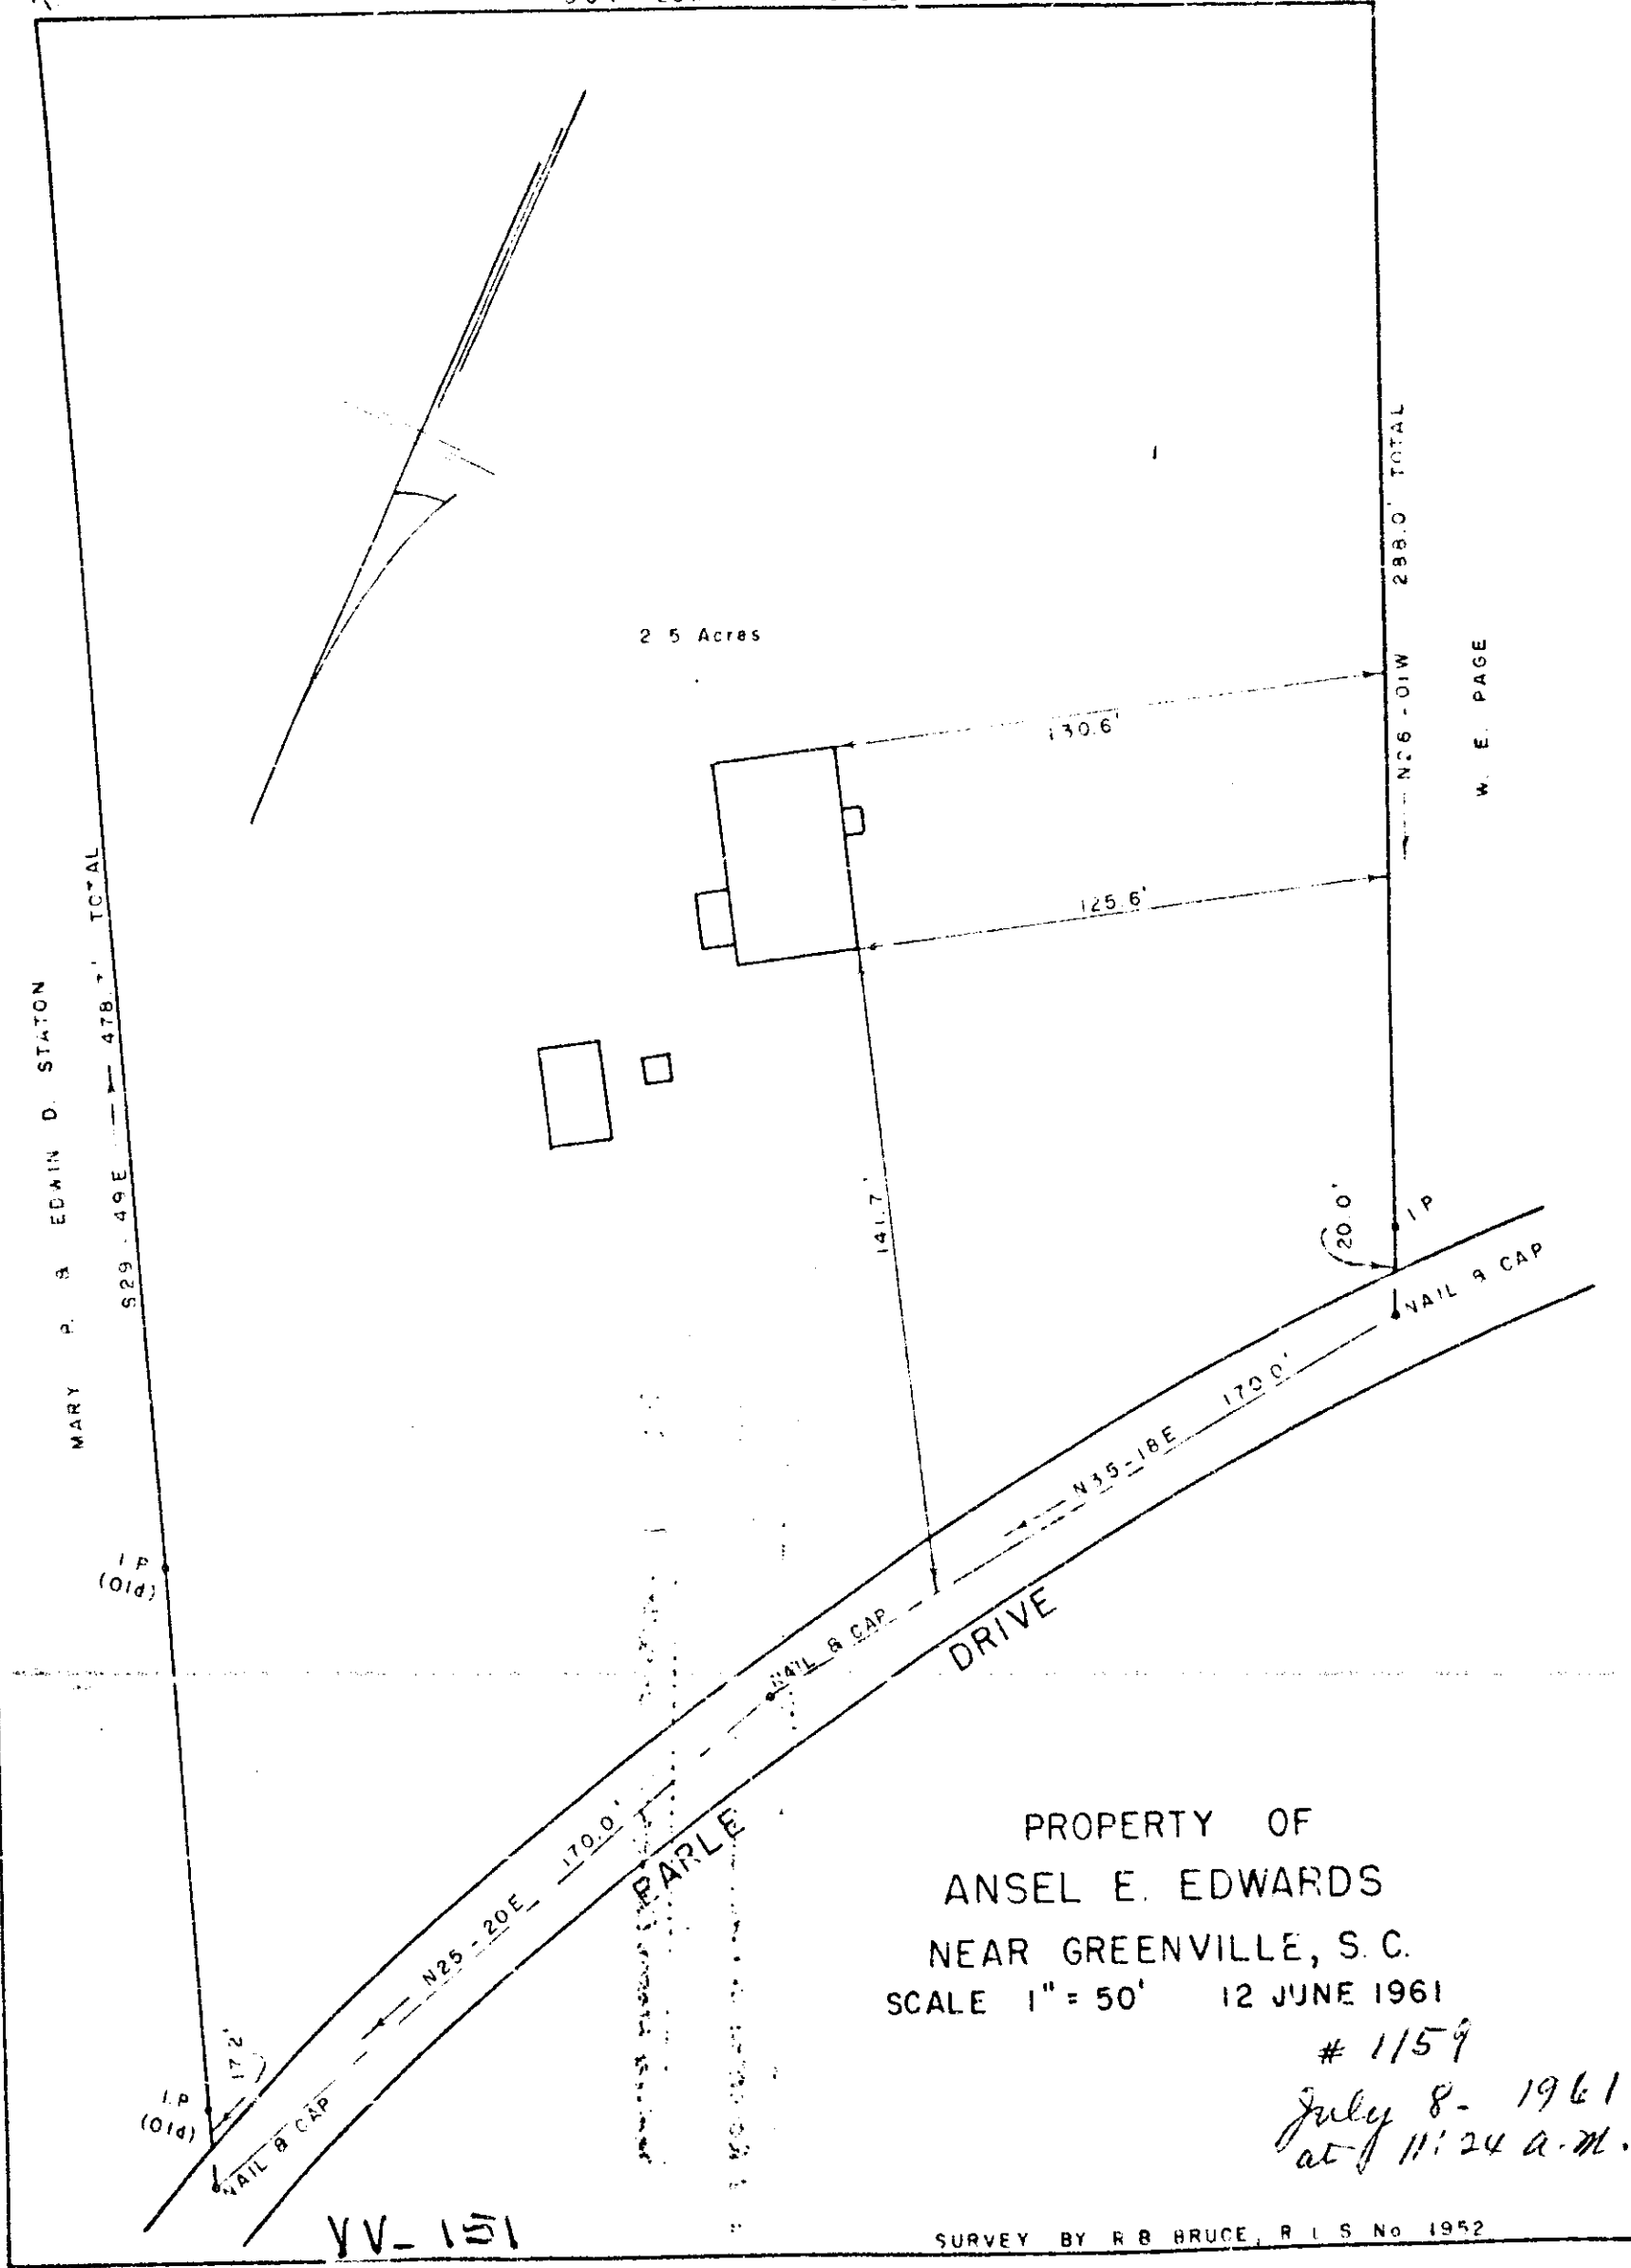 2 5 Acres
130.6'
125.6'
141.7'
288.0' TOTAL
N26-01W
W. E. PAGE
TOTAL
S29-49E
MARY P. & EDWIN D. STATON
20.0'
I P
NAIL & CAP
N35-18E 170.0'
I P
(Old)
NAIL & CAP
DRIVE
N25-20E 170.0'
17.2'
I.P
(Old)
NAIL & CAP
PROPERTY OF
ANSEL E. EDWARDS
NEAR GREENVILLE, S. C.
SCALE 1" = 50' 12 JUNE 1961
# 1159
July 8- 1961
at 11:24 a.m.
VV-151
SURVEY BY R B BRUCE, R L S No 1952